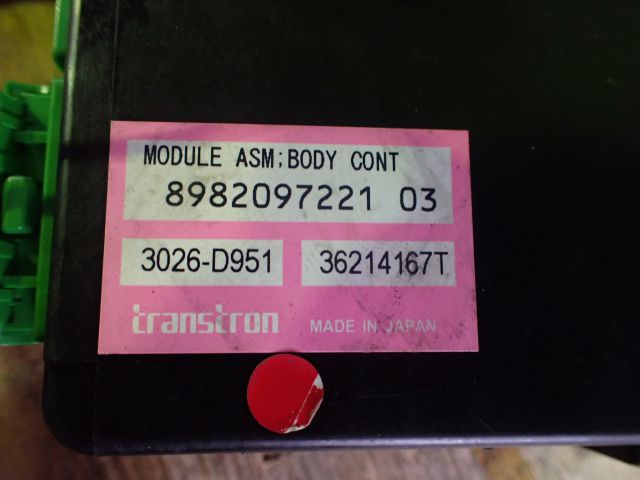 MODULE ASM;BODY CONT
8982097221 03
3026-D951 36214167T
transtron MADE IN JAPAN